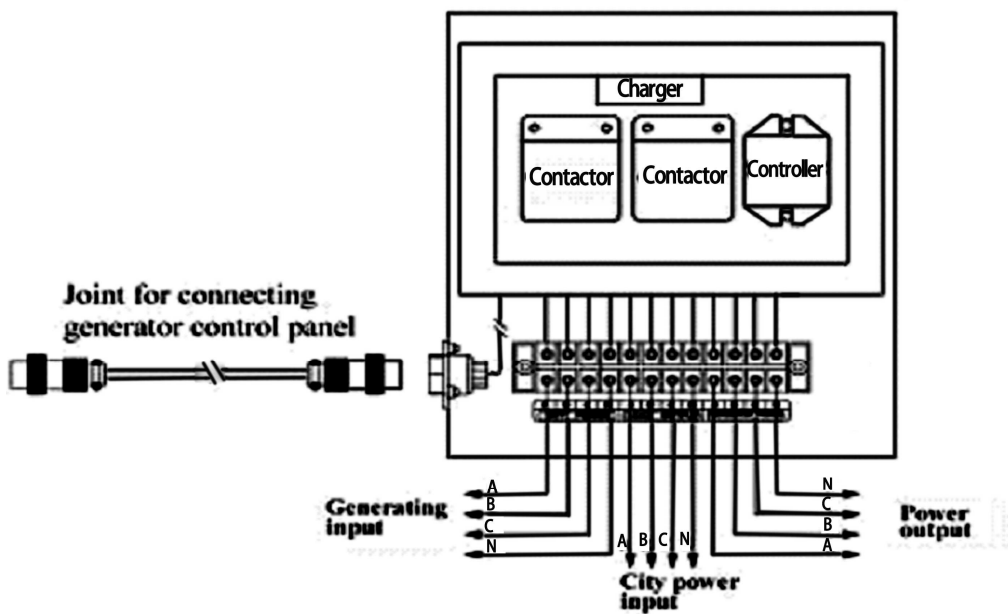 Charger
Contactor
Contactor
Controller
Joint for connecting
generator control panel
A
B
C
N
Generating
input
A B C N
City power
input
N
C
B
A
Power
output